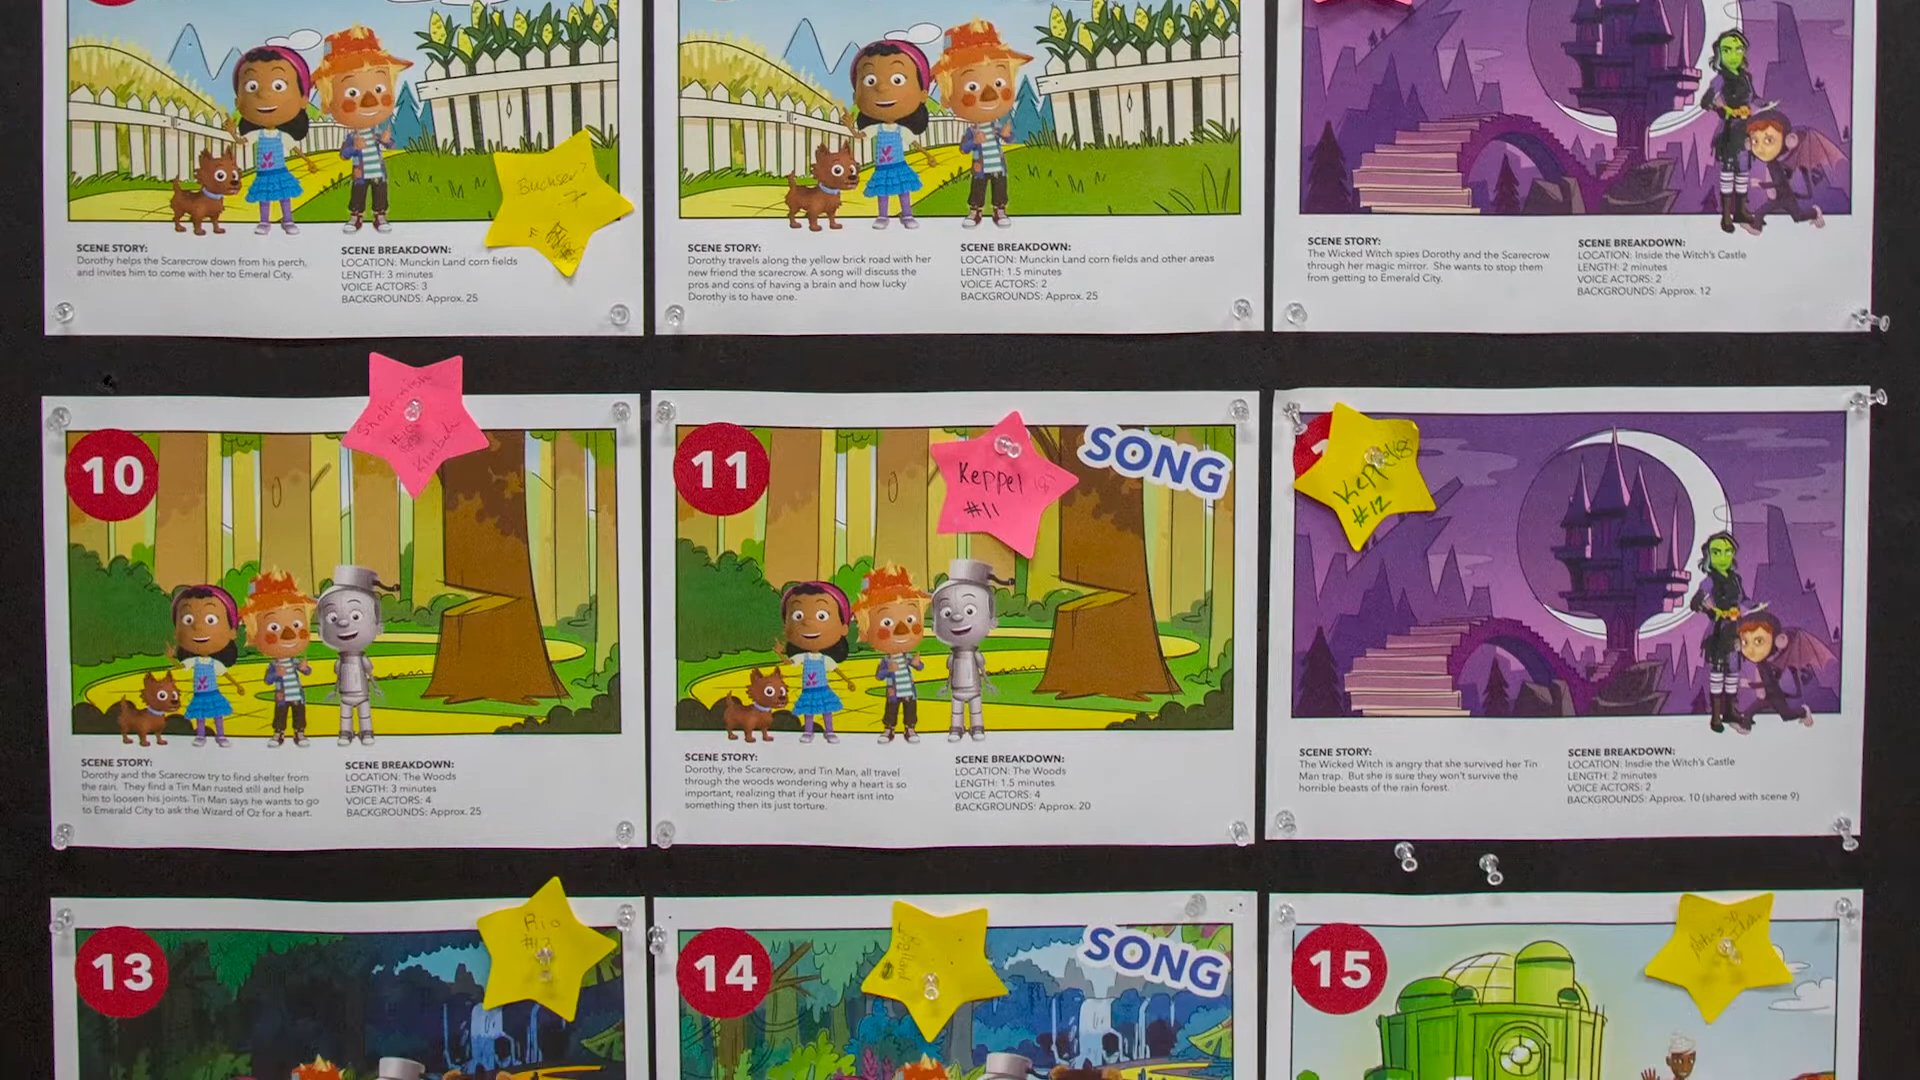 Buchser
7
SCENE STORY:
Dorothy helps the Scarecrow down from his perch,
and invites him to come with her to Emeral City.
SCENE BREAKDOWN:
LOCATION: Munckin Land corn fields
LENGTH: 3 minutes
VOICE ACTORS: 3
BACKGROUNDS: Approx. 25
SCENE STORY:
Dorothy travels along the yellow brick road with her
new friend the scarecrow. A song will discuss the
pros and cons of having a brain and how lucky
Dorothy is to have one.
SCENE BREAKDOWN:
LOCATION: Munckin Land corn fields and other areas
LENGTH: 1.5 minutes
VOICE ACTORS: 2
BACKGROUNDS: Approx. 25
SCENE STORY:
The Wicked Witch spies Dorothy and the Scarecrow
through her magic mirror. She wants to stop them
from getting to Emerald City.
SCENE BREAKDOWN:
LOCATION: Inside the Witch's Castle
LENGTH: 2 minutes
VOICE ACTORS: 2
BACKGROUNDS: Approx. 12
10
SCENE STORY:
Dorothy and the Scarecrow try to find shelter from
the rain. They find a Tin Man rusted still and help
him to loosen his joints. Tin Man says he wants to go
to Emerald City to ask the Wizard of Oz for a heart.
SCENE BREAKDOWN:
LOCATION: The Woods
LENGTH: 3 minutes
VOICE ACTORS: 4
BACKGROUNDS: Approx. 25
11
Keppel
#11
SONG
SCENE STORY:
Dorothy, the Scarecrow, and Tin Man, all travel
through the woods wondering why a heart is so
important, realizing that if your heart isnt into
something then its just torture.
SCENE BREAKDOWN:
LOCATION: The Woods
LENGTH: 1.5 minutes
VOICE ACTORS: 4
BACKGROUNDS: Approx. 20
Keppel
#12
SCENE STORY:
The Wicked Witch is angry that she survived her Tin
Man trap. But she is sure they won't survive the
horrible beasts of the rain forest.
SCENE BREAKDOWN:
LOCATION: Insdie the Witch's Castle
LENGTH: 2 minutes
VOICE ACTORS: 2
BACKGROUNDS: Approx. 10 (shared with scene 9)
13
Rio
14
SONG
15